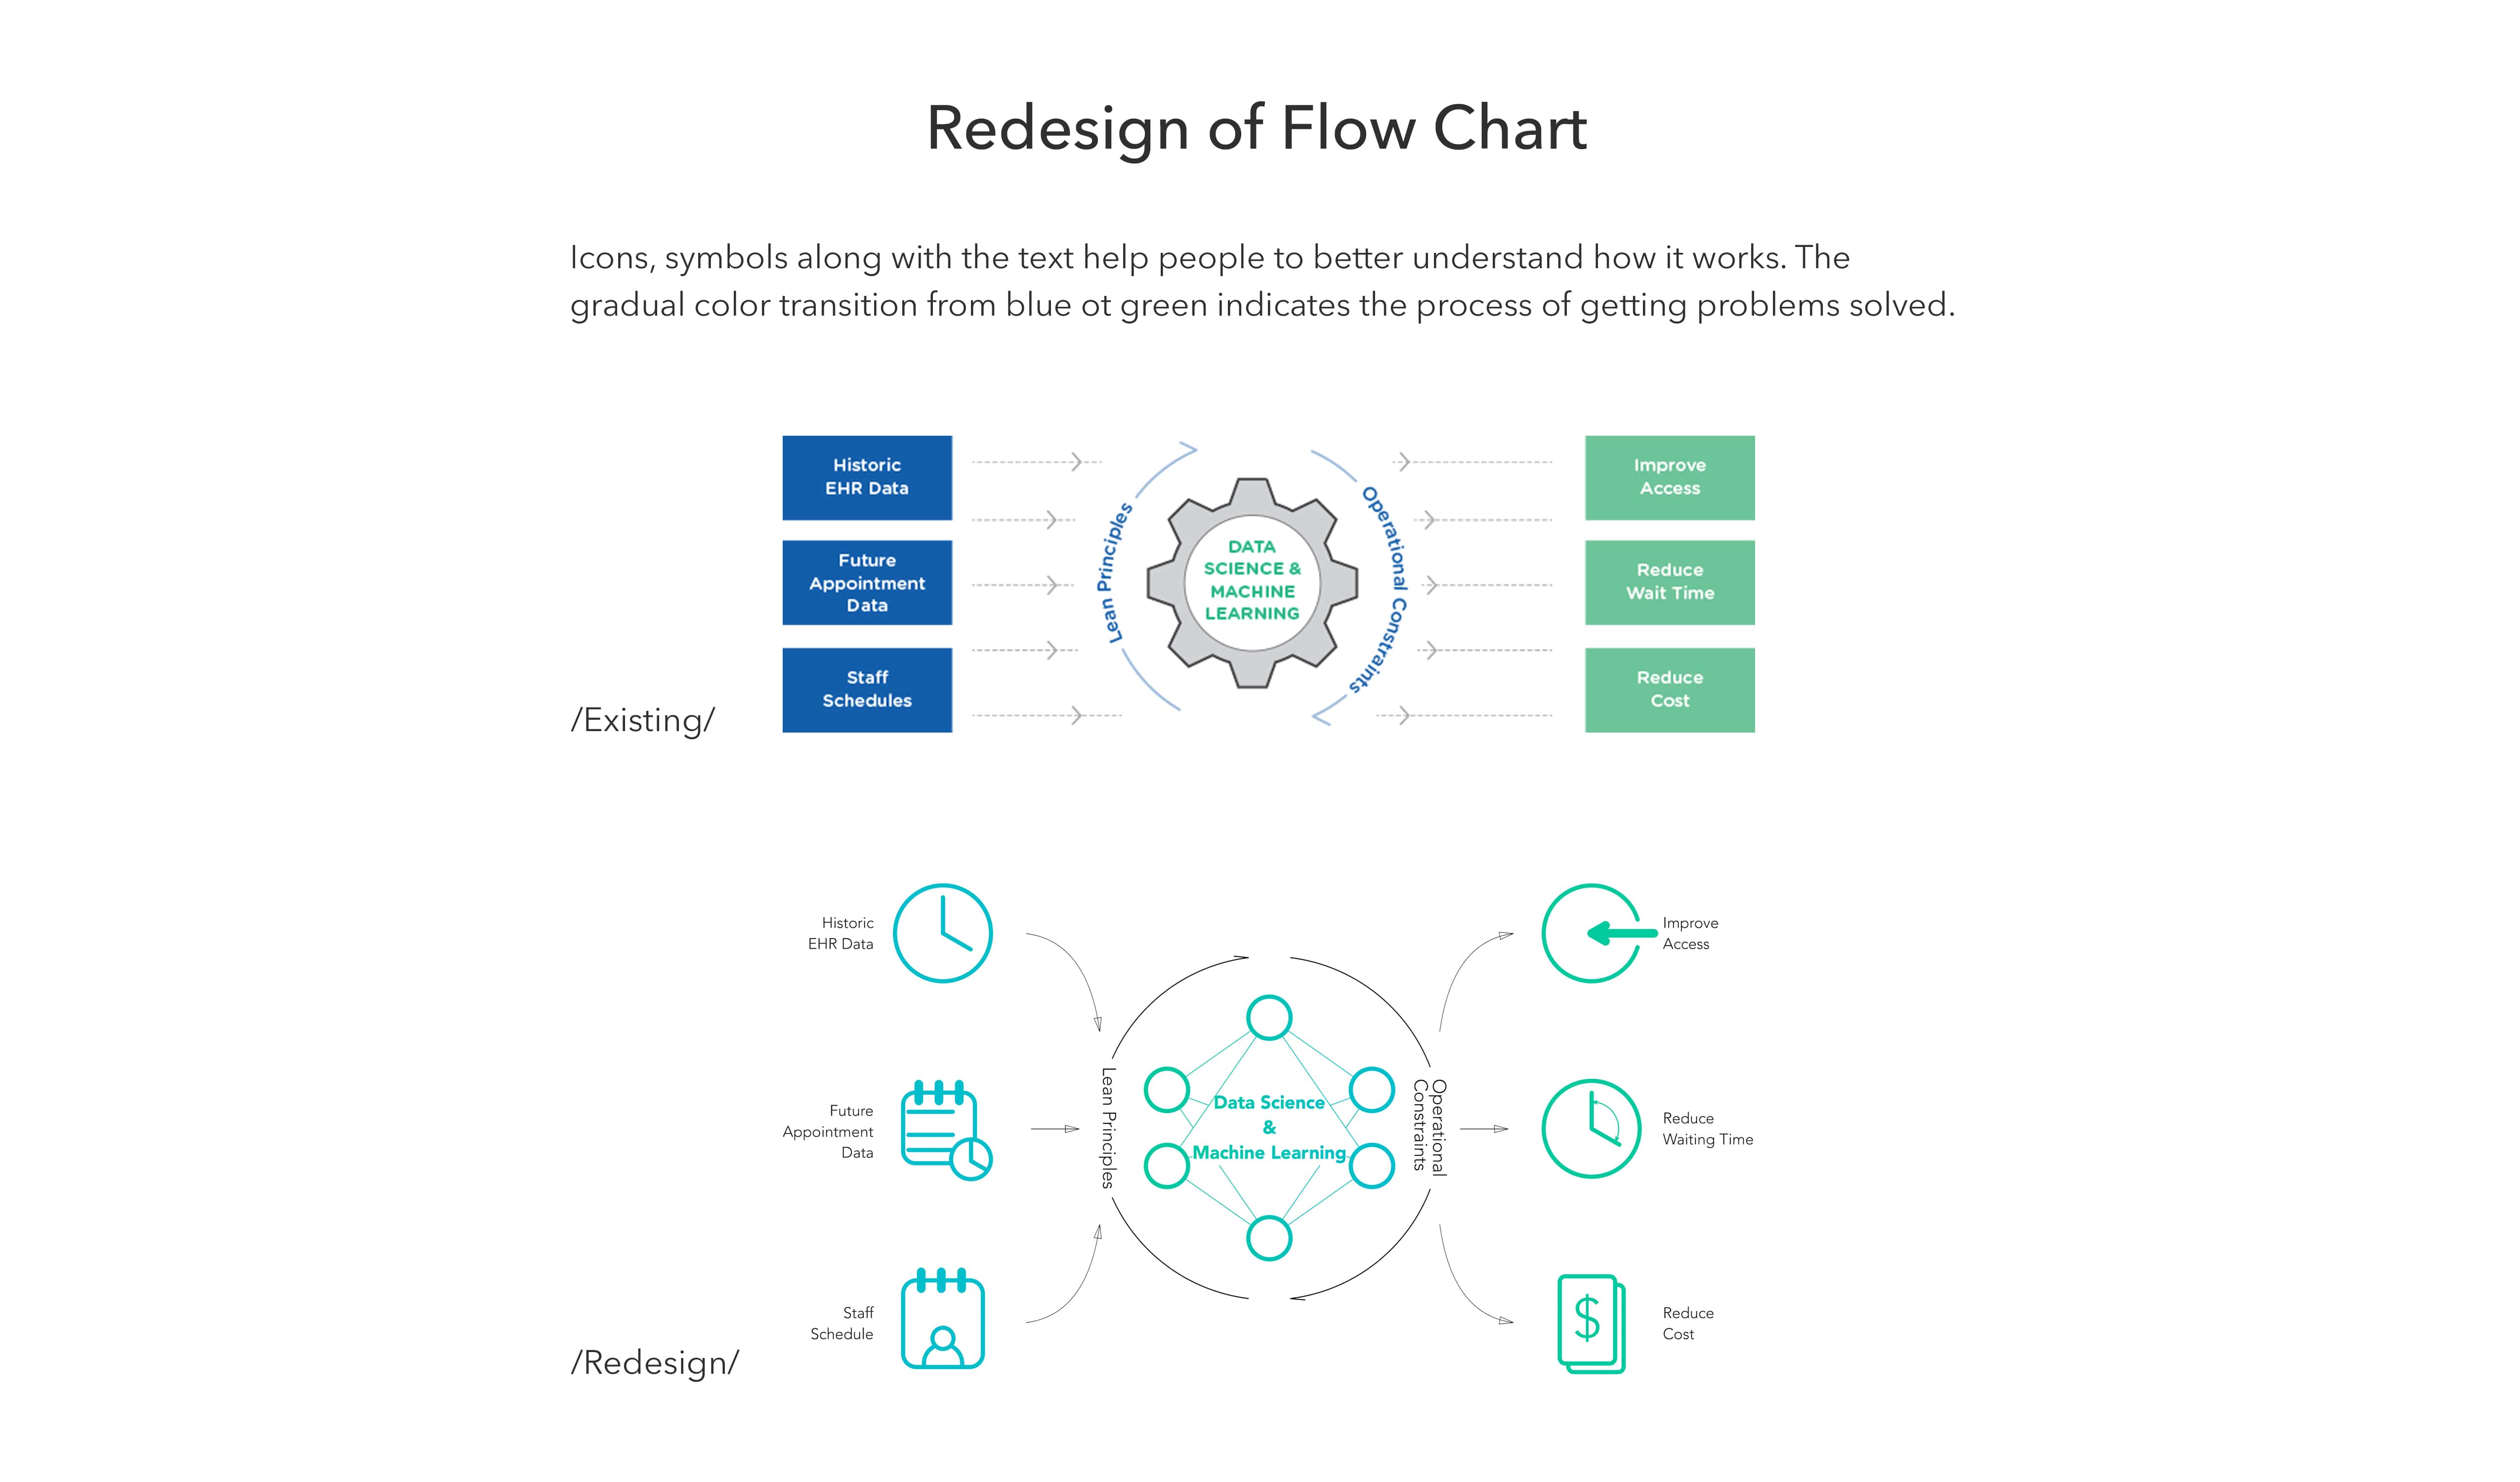 Redesign of Flow Chart
Icons, symbols along with the text help people to better understand how it works. The
gradual color transition from blue ot green indicates the process of getting problems solved.
/Existing/
Historic
EHR Data
Future
Appointment
Data
Staff
Schedules
Lean Principles
DATA
SCIENCE &
MACHINE
LEARNING
Operational Constraints
Improve
Access
Reduce
Wait Time
Reduce
Cost
/Redesign/
Historic
EHR Data
Future
Appointment
Data
Staff
Schedule
Lean Principles
Data Science
&
Machine Learning
Operational
Constraints
Improve
Access
Reduce
Waiting Time
$
Reduce
Cost